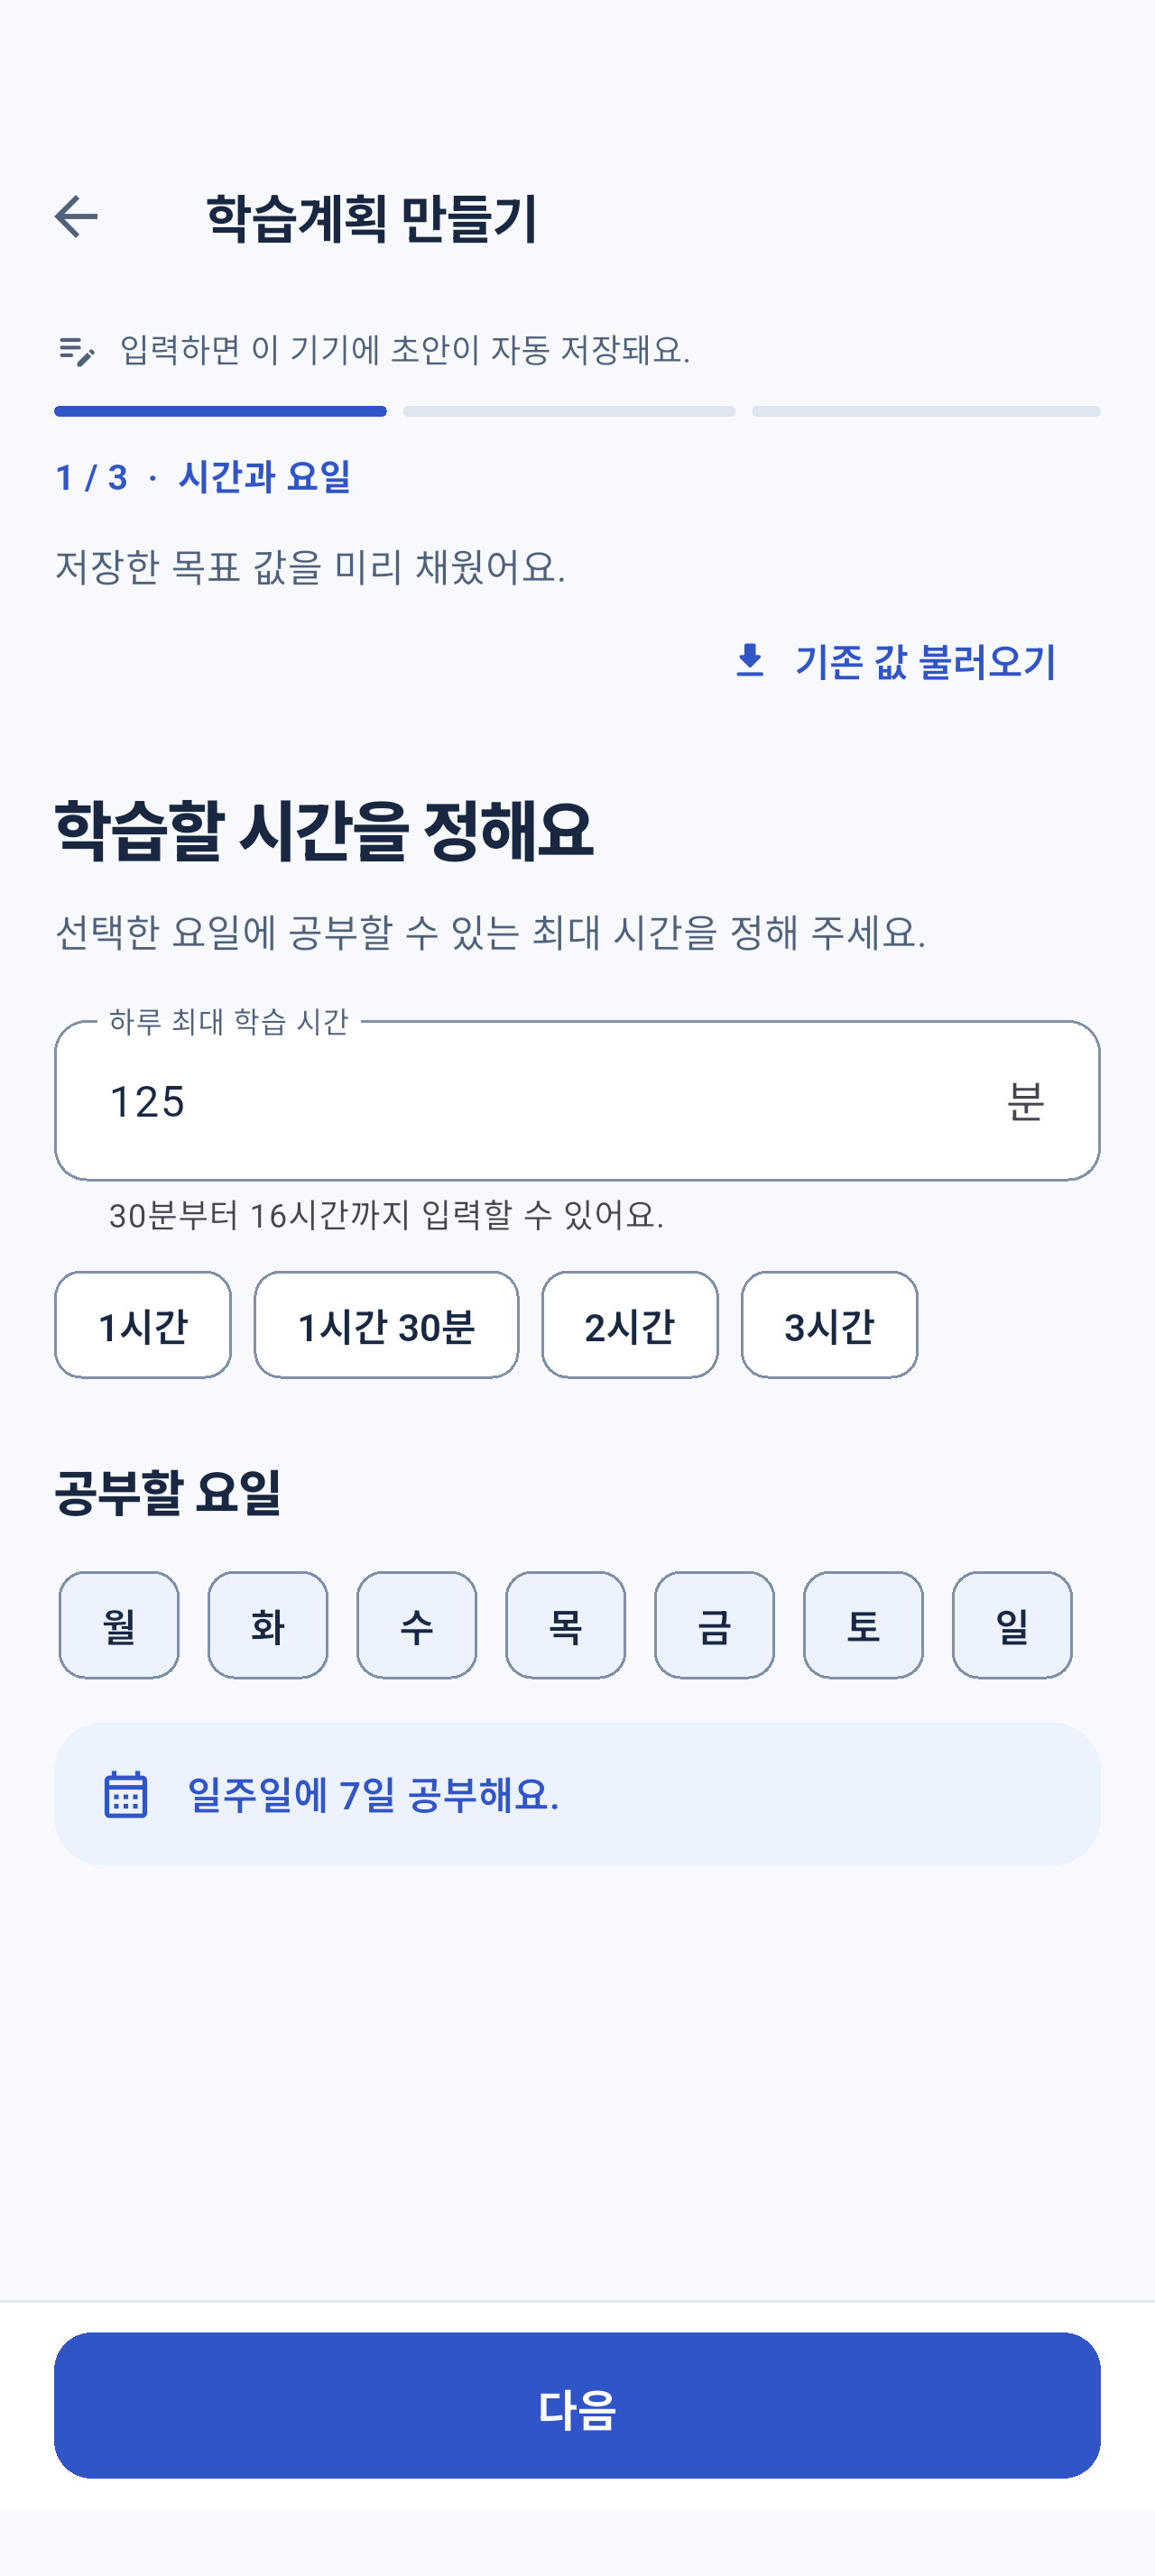 학습계획 만들기
입력하면 이 기기에 초안이 자동 저장돼요.
1 / 3 · 시간과 요일
저장한 목표 값을 미리 채웠어요.
기존 값 불러오기
학습할 시간을 정해요
선택한 요일에 공부할 수 있는 최대 시간을 정해 주세요.
하루 최대 학습 시간
125 분
30분부터 16시간까지 입력할 수 있어요.
1시간 1시간 30분 2시간 3시간
공부할 요일
월 화 수 목 금 토 일
일주일에 7일 공부해요.
다음